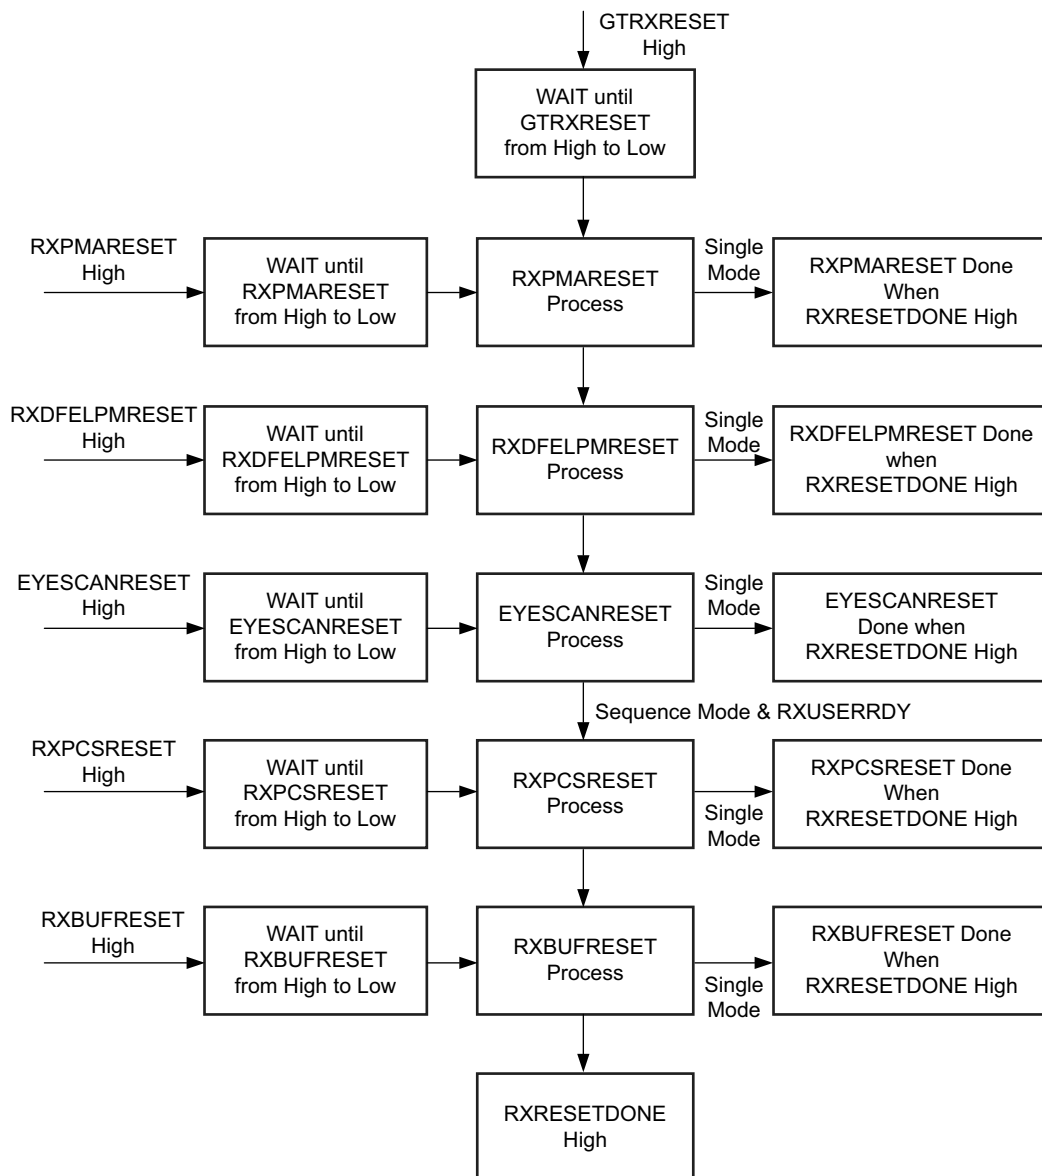 GTRXRESET
High
WAIT until
GTRXRESET
from High to Low
RXPMARESET
High
WAIT until
RXPMARESET
from High to Low
RXPMARESET
Process
Single
Mode
RXPMARESET Done
When
RXRESETDONE High
RXDFELPMRESET
High
WAIT until
RXDFELPMRESET
from High to Low
RXDFELPMRESET
Process
Single
Mode
RXDFELPMRESET Done
when
RXRESETDONE High
EYESCANRESET
High
WAIT until
EYESCANRESET
from High to Low
EYESCANRESET
Process
Single
Mode
EYESCANRESET
Done when
RXRESETDONE High
Sequence Mode & RXUSERRDY
RXPCSRESET
High
WAIT until
RXPCSRESET
from High to Low
RXPCSRESET
Process
Single
Mode
RXPCSRESET Done
When
RXRESETDONE High
RXBUFRESET
High
WAIT until
RXBUFRESET
from High to Low
RXBUFRESET
Process
Single
Mode
RXBUFRESET Done
When
RXRESETDONE High
RXRESETDONE
High